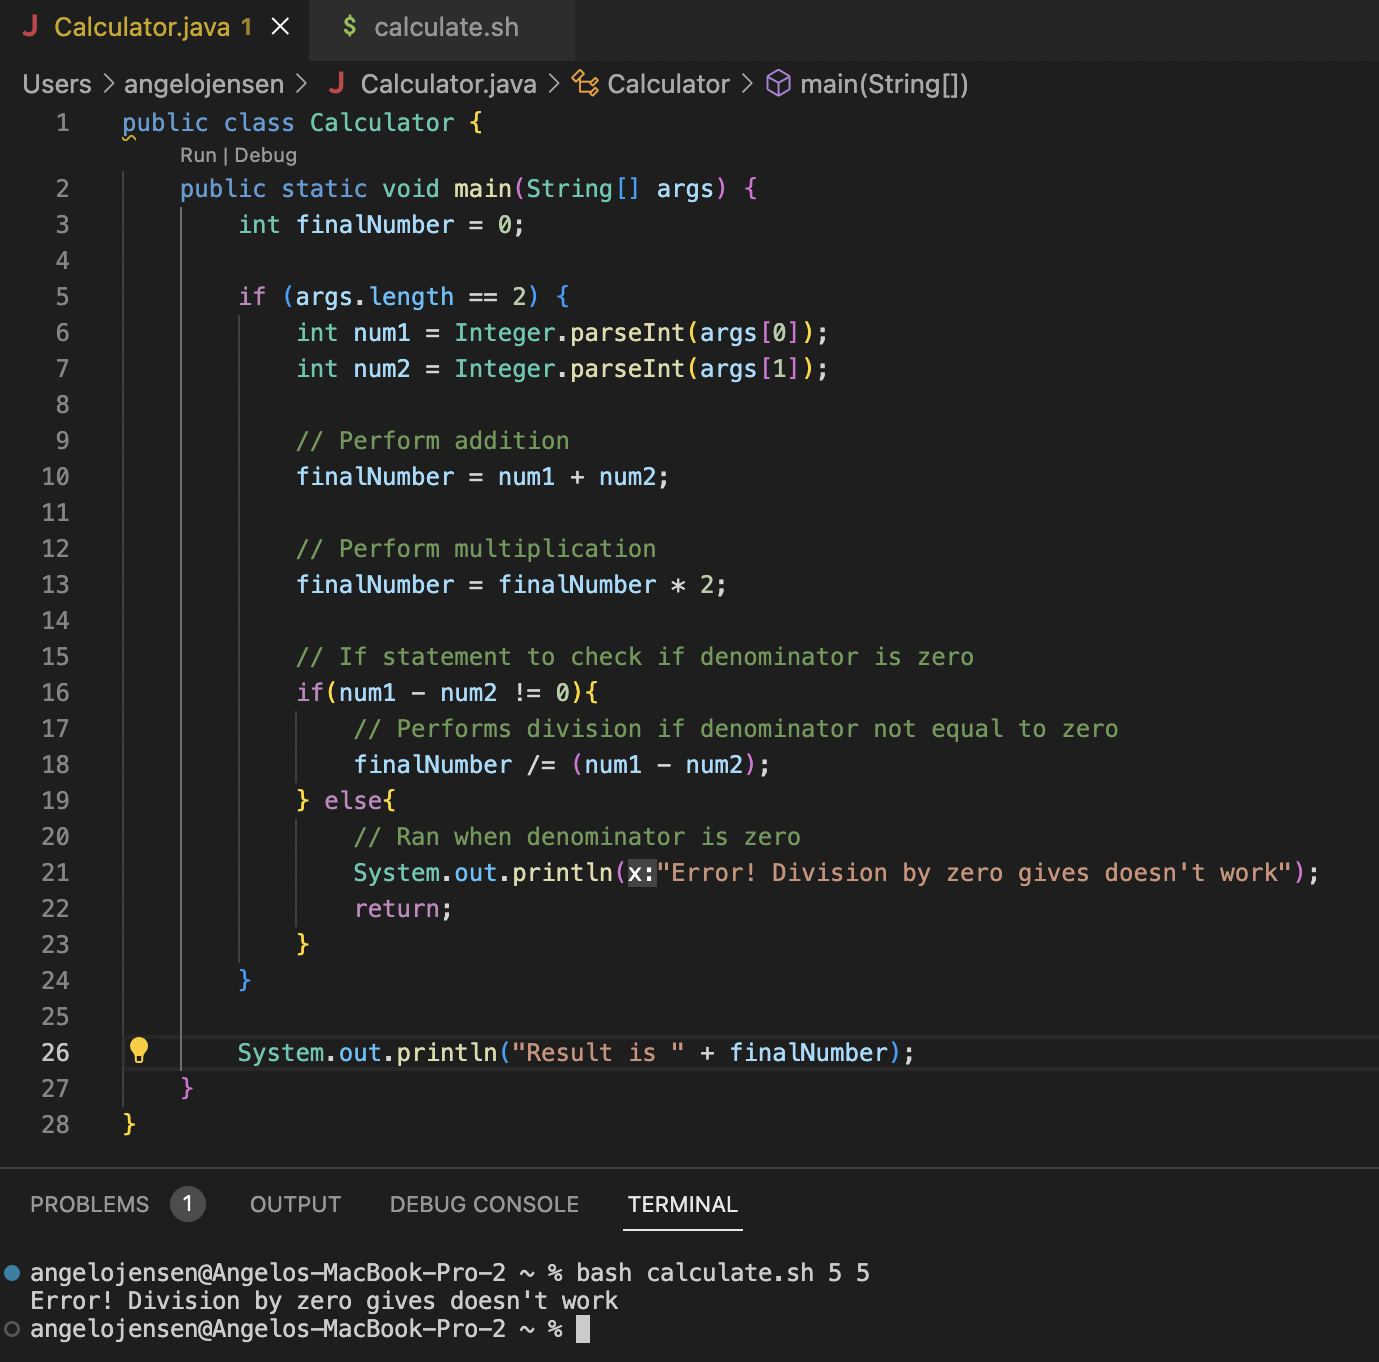 Calculator.java 1 calculate.sh
Users > angelojensen > Calculator.java > Calculator > main(String[])
1 public class Calculator {
Run | Debug
2 public static void main(String[] args) {
3 int finalNumber = 0;
4
5 if (args.length == 2) {
6 int num1 = Integer.parseInt(args[0]);
7 int num2 = Integer.parseInt(args[1]);
8
9 // Perform addition
10 finalNumber = num1 + num2;
11
12 // Perform multiplication
13 finalNumber = finalNumber * 2;
14
15 // If statement to check if denominator is zero
16 if(num1 - num2 != 0){
17 // Performs division if denominator not equal to zero
18 finalNumber /= (num1 - num2);
19 } else{
20 // Ran when denominator is zero
21 System.out.println(x:"Error! Division by zero gives doesn't work");
22 return;
23 }
24 }
25
26 System.out.println("Result is " + finalNumber);
27 }
28 }
PROBLEMS 1 OUTPUT DEBUG CONSOLE TERMINAL
angelojensen@Angelos-MacBook-Pro-2 ~ % bash calculate.sh 5 5
Error! Division by zero gives doesn't work
angelojensen@Angelos-MacBook-Pro-2 ~ %